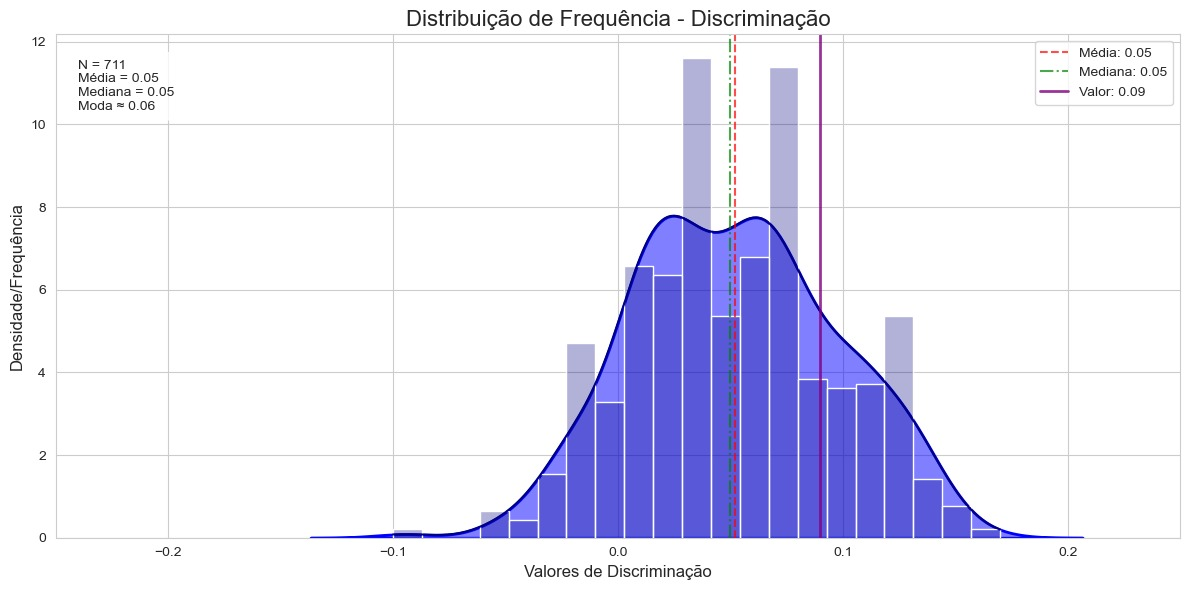 Distribuição de Frequência - Discriminação
12
10
8
6
4
2
0
Densidade/Frequência
N = 711
Média = 0.05
Mediana = 0.05
Moda ≈ 0.06
Média: 0.05
Mediana: 0.05
Valor: 0.09
−0.2
−0.1
0.0
0.1
0.2
Valores de Discriminação